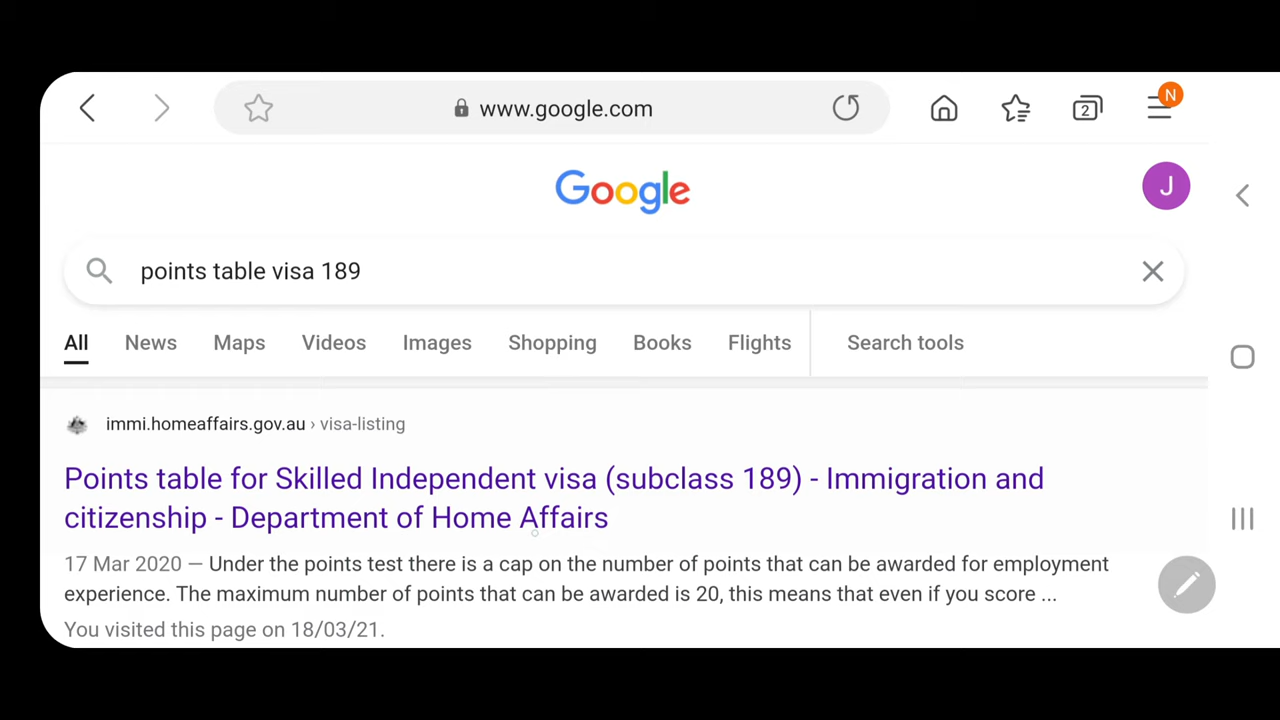 www.google.com
2
N
Google
J
points table visa 189
All News Maps Videos Images Shopping Books Flights Search tools
immi.homeaffairs.gov.au › visa-listing
Points table for Skilled Independent visa (subclass 189) - Immigration and
citizenship - Department of Home Affairs
17 Mar 2020 — Under the points test there is a cap on the number of points that can be awarded for employment
experience. The maximum number of points that can be awarded is 20, this means that even if you score ...
You visited this page on 18/03/21.